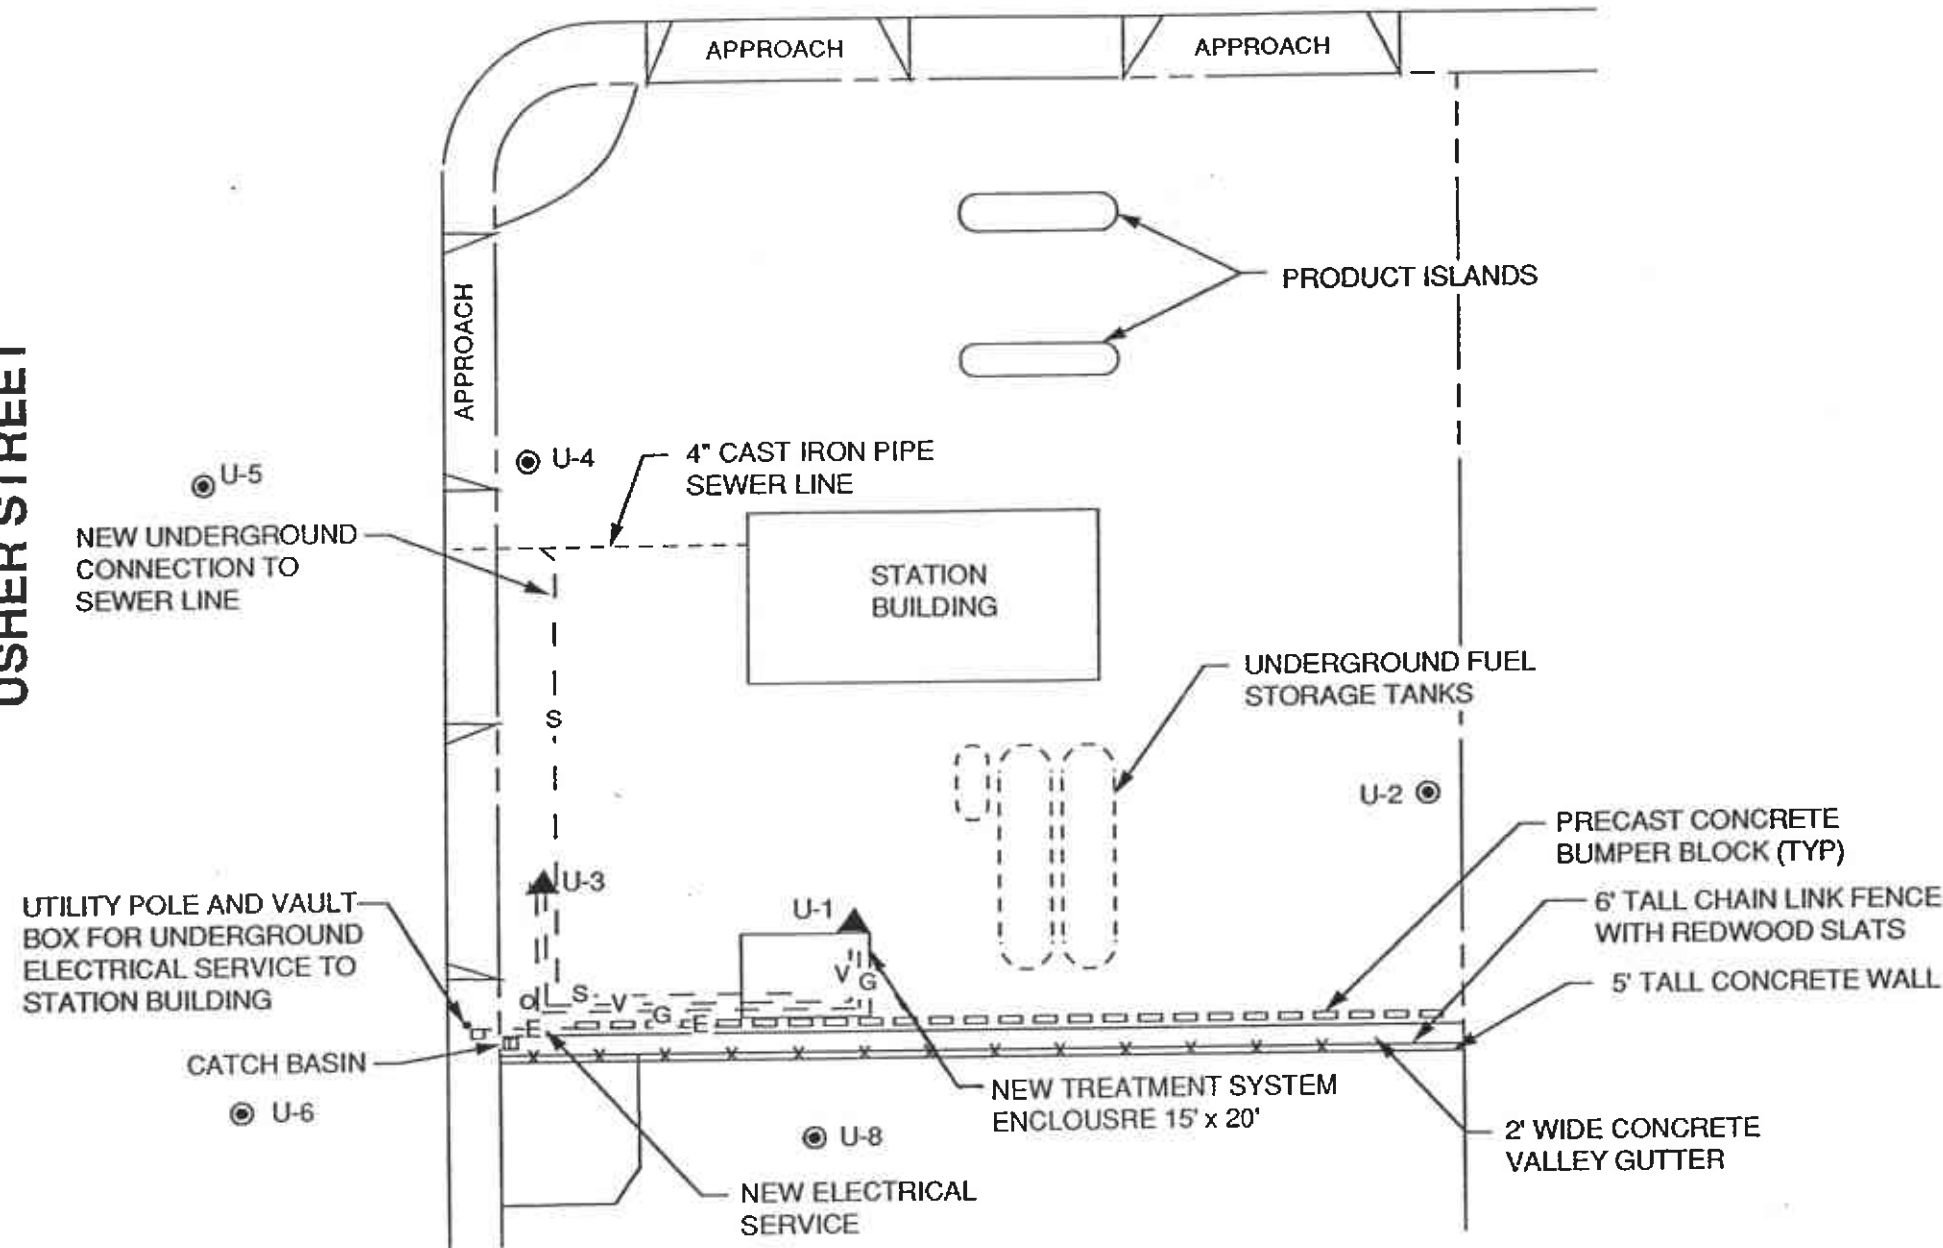 APPROACH
APPROACH
PRODUCT ISLANDS
APPROACH
USHER STREET
U-5
U-4
4" CAST IRON PIPE
SEWER LINE
NEW UNDERGROUND
CONNECTION TO
SEWER LINE
STATION
BUILDING
UNDERGROUND FUEL
STORAGE TANKS
S
U-2
PRECAST CONCRETE
BUMPER BLOCK (TYP)
U-3
U-1
UTILITY POLE AND VAULT
BOX FOR UNDERGROUND
ELECTRICAL SERVICE TO
STATION BUILDING
6' TALL CHAIN LINK FENCE
WITH REDWOOD SLATS
5' TALL CONCRETE WALL
V
G
S
V
G
E
E
CATCH BASIN
U-6
U-8
NEW TREATMENT SYSTEM
ENCLOUSRE 15' x 20'
2' WIDE CONCRETE
VALLEY GUTTER
NEW ELECTRICAL
SERVICE